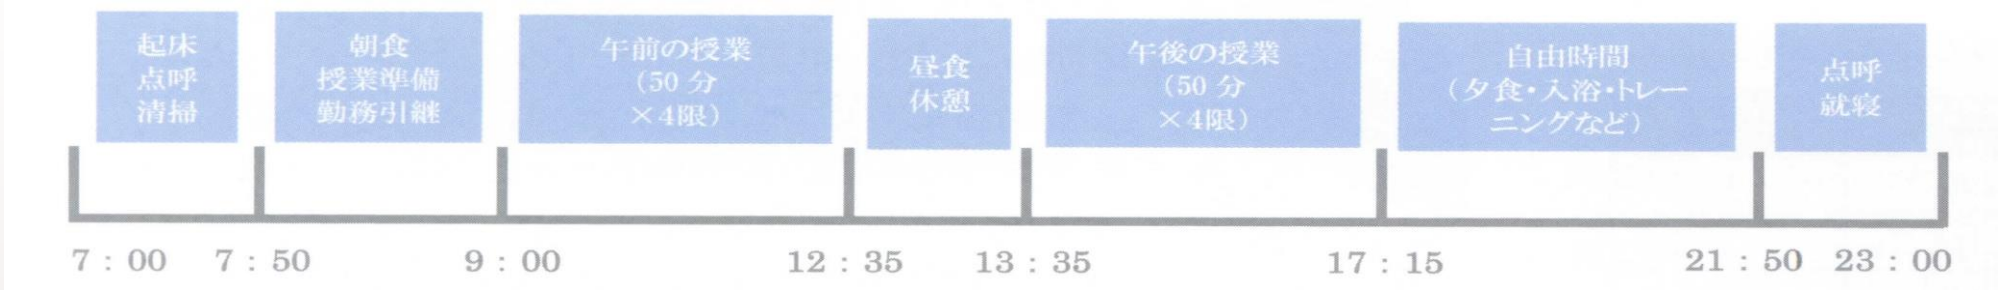 起床
点呼
清掃
朝食
授業準備
勤務引継
午前の授業
（50 分
×4限）
昼食
休憩
午後の授業
（50 分
×4限）
自由時間
（夕食・入浴・トレー
ニングなど）
点呼
就寝
7：00 7：50 9：00 12：35 13：35 17：15 21：50 23：00